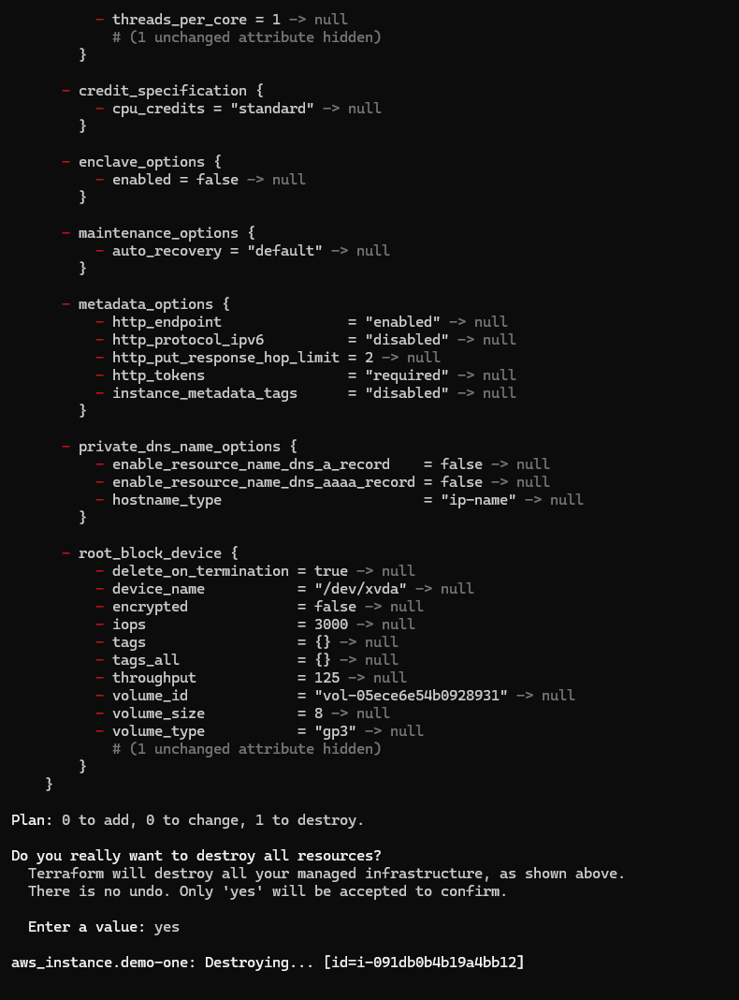 - threads_per_core = 1 -> null
            # (1 unchanged attribute hidden)
        }

      - credit_specification {
          - cpu_credits = "standard" -> null
        }

      - enclave_options {
          - enabled = false -> null
        }

      - maintenance_options {
          - auto_recovery = "default" -> null
        }

      - metadata_options {
          - http_endpoint               = "enabled" -> null
          - http_protocol_ipv6          = "disabled" -> null
          - http_put_response_hop_limit = 2 -> null
          - http_tokens                 = "required" -> null
          - instance_metadata_tags      = "disabled" -> null
        }

      - private_dns_name_options {
          - enable_resource_name_dns_a_record    = false -> null
          - enable_resource_name_dns_aaaa_record = false -> null
          - hostname_type                        = "ip-name" -> null
        }

      - root_block_device {
          - delete_on_termination = true -> null
          - device_name           = "/dev/xvda" -> null
          - encrypted             = false -> null
          - iops                  = 3000 -> null
          - tags                  = {} -> null
          - tags_all              = {} -> null
          - throughput            = 125 -> null
          - volume_id             = "vol-05ece6e54b0928931" -> null
          - volume_size           = 8 -> null
          - volume_type           = "gp3" -> null
            # (1 unchanged attribute hidden)
        }
    }

Plan: 0 to add, 0 to change, 1 to destroy.

Do you really want to destroy all resources?
  Terraform will destroy all your managed infrastructure, as shown above.
  There is no undo. Only 'yes' will be accepted to confirm.

  Enter a value: yes

aws_instance.demo-one: Destroying... [id=i-091db0b4b19a4bb12]